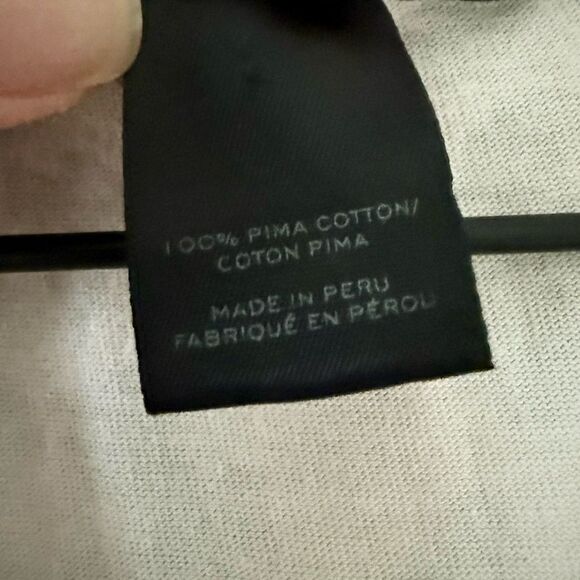 100% PIMA COTTON/
COTON PIMA
MADE IN PERU
FABRIQUÉ EN PÉROU